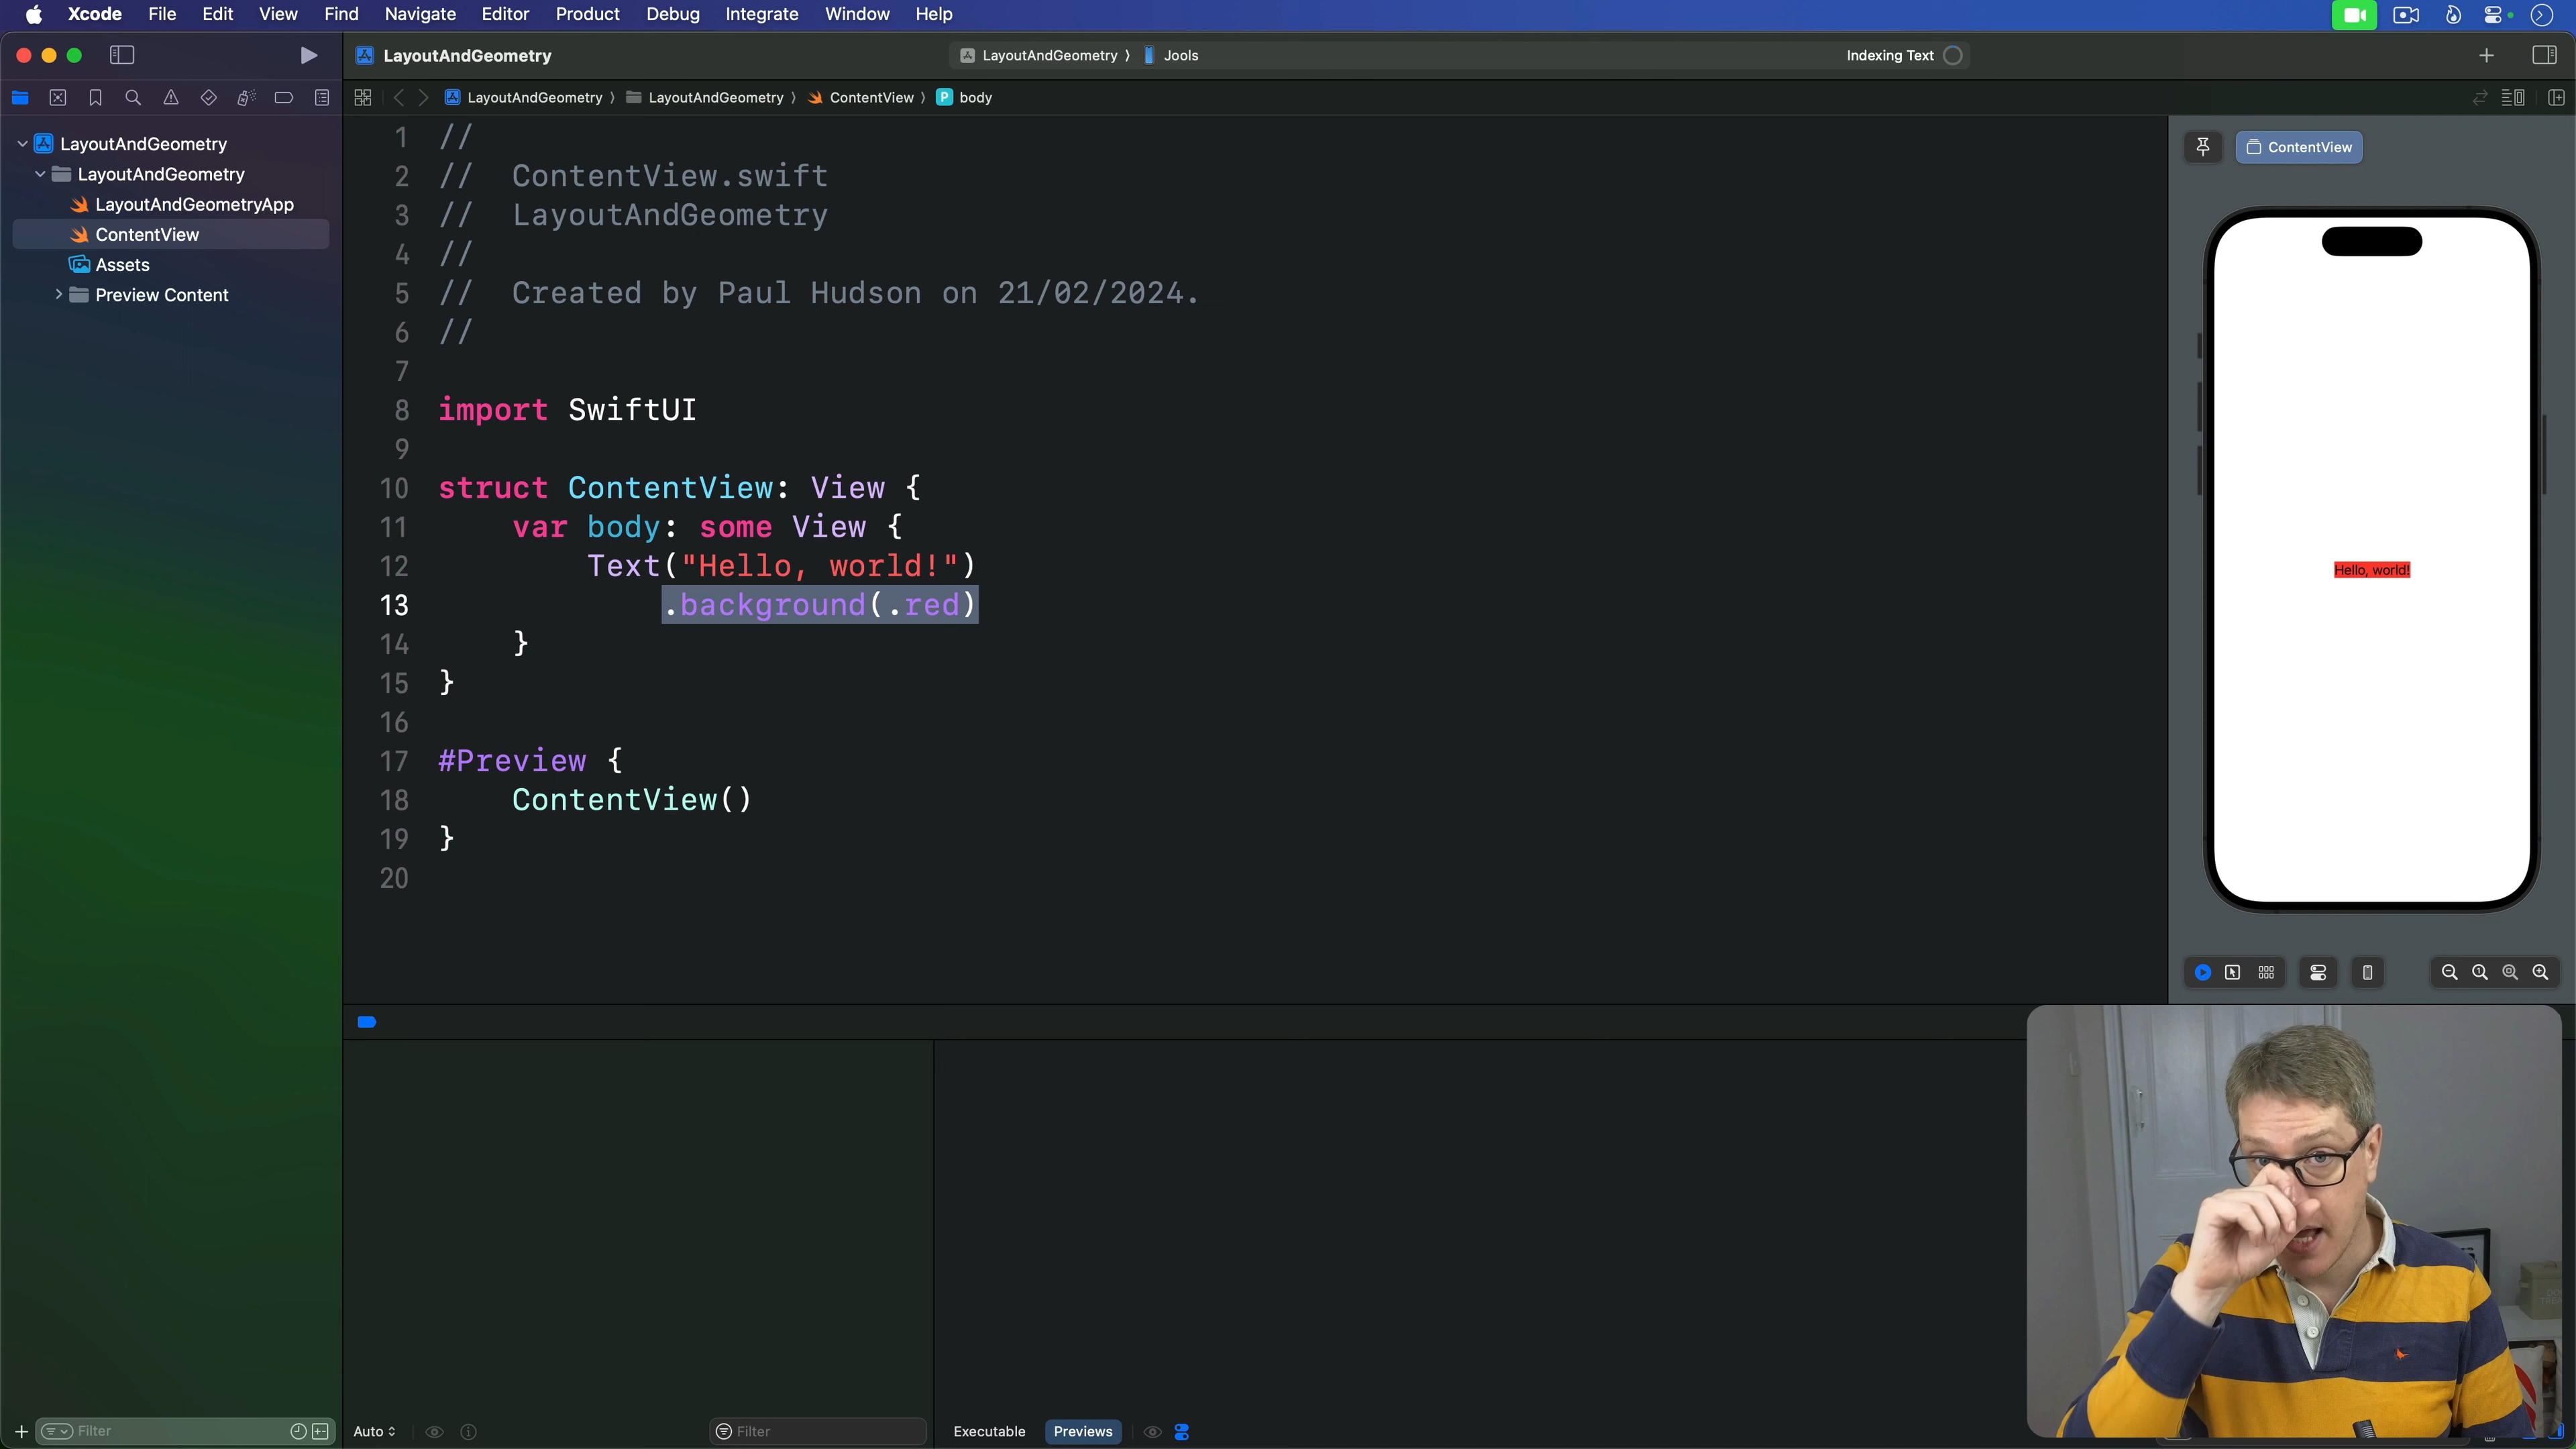 Xcode File Edit View Find Navigate Editor Product Debug Integrate Window Help
LayoutAndGeometry
LayoutAndGeometry 〉 Jools
Indexing Text
LayoutAndGeometry 〉 LayoutAndGeometry 〉 ContentView 〉 P body
LayoutAndGeometry
LayoutAndGeometry
LayoutAndGeometryApp
ContentView
Assets
Preview Content
1 //
2 // ContentView.swift
3 // LayoutAndGeometry
4 //
5 // Created by Paul Hudson on 21/02/2024.
6 //
7
8 import SwiftUI
9
10 struct ContentView: View {
11 var body: some View {
12 Text("Hello, world!")
13 .background(.red)
14 }
15 }
16
17 #Preview {
18 ContentView()
19 }
20
ContentView
Hello, world!
Filter
Auto
Filter
Executable Previews